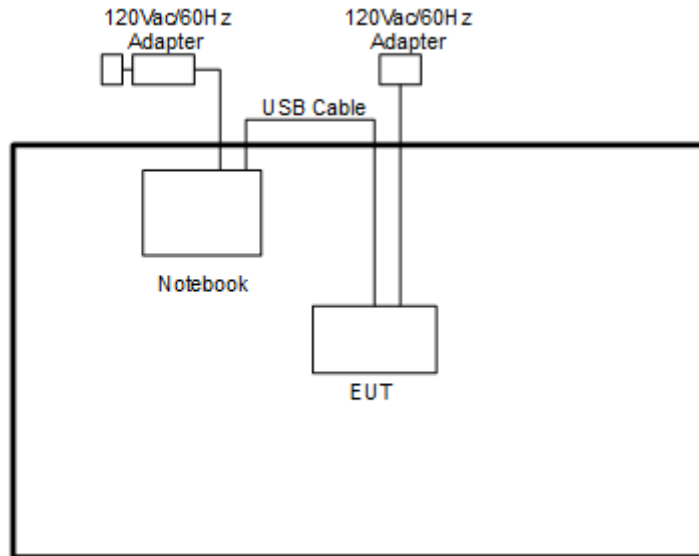 120Vac/60Hz
Adapter
120Vac/60Hz
Adapter
USB Cable
Notebook
EUT